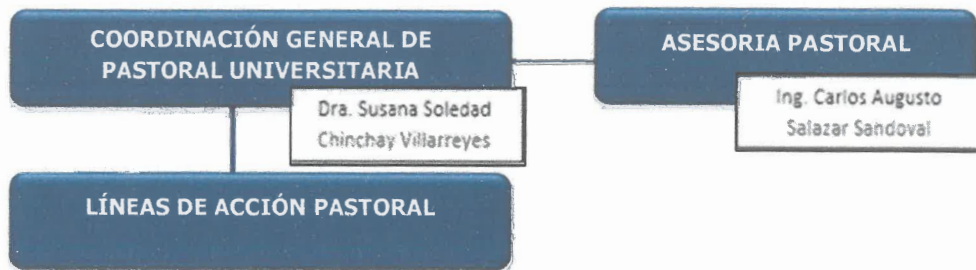 COORDINACIÓN GENERAL DE
PASTORAL UNIVERSITARIA
Dra. Susana Soledad
Chinchay Villarreyes
ASESORIA PASTORAL
Ing. Carlos Augusto
Salazar Sandoval
LÍNEAS DE ACCIÓN PASTORAL